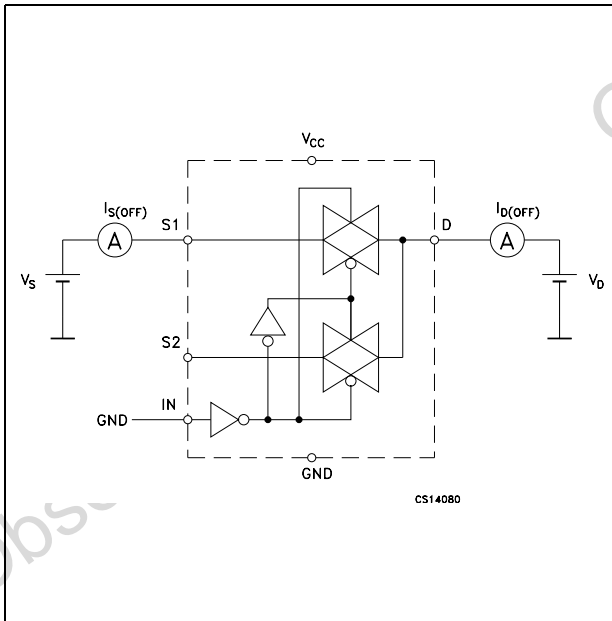 VCC
IS(OFF)
A
S1
D
ID(OFF)
A
VS
VD
S2
IN
GND
GND
CS14080